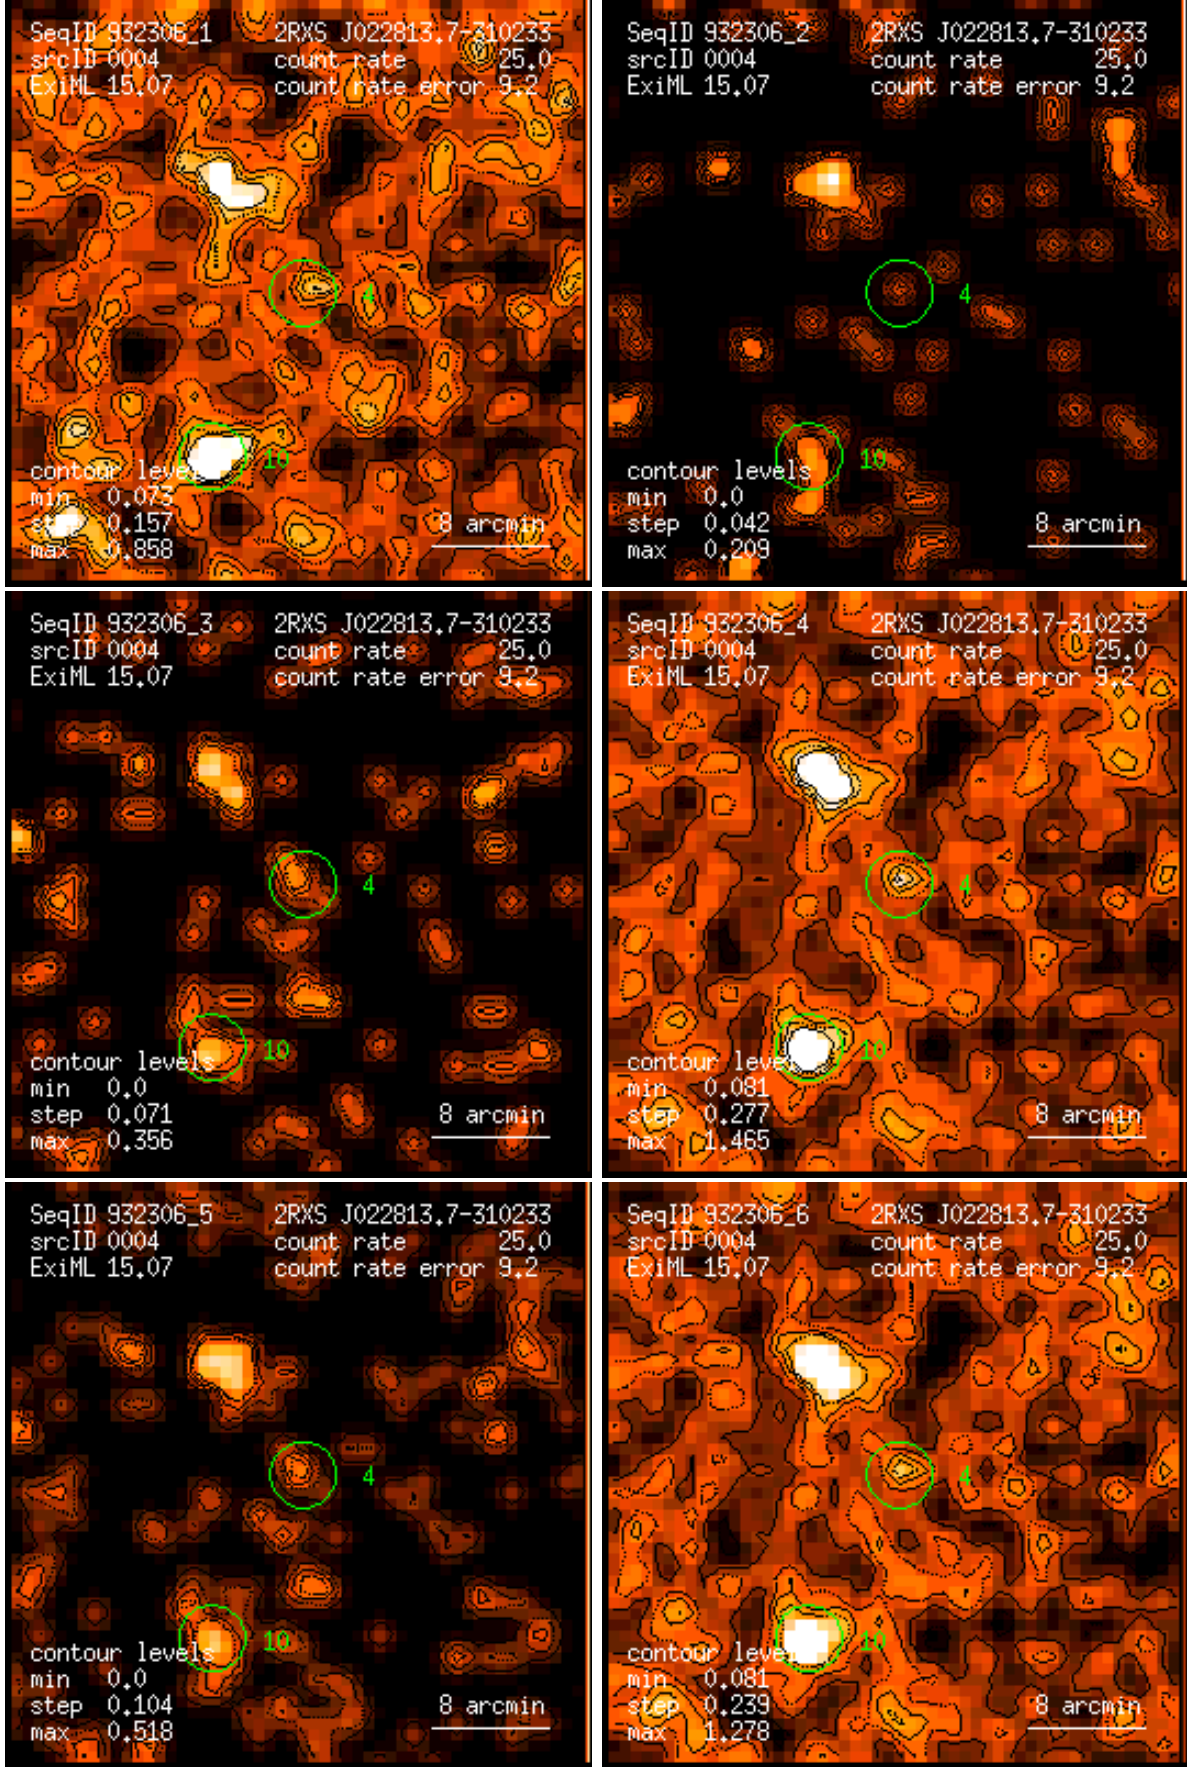 SeqID 932306_1 2RXS J022813.7-310233
srcID 0004 count rate 25.0
ExiML 15.07 count rate error 9.2
4
10
contour levels
min 0.073
step 0.157
max 0.858
8 arcmin
SeqID 932306_2 2RXS J022813.7-310233
srcID 0004 count rate 25.0
ExiML 15.07 count rate error 9.2
4
10
contour levels
min 0.0
step 0.042
max 0.209
8 arcmin
SeqID 932306_3 2RXS J022813.7-310233
srcID 0004 count rate 25.0
ExiML 15.07 count rate error 9.2
4
10
contour levels
min 0.0
step 0.071
max 0.356
8 arcmin
SeqID 932306_4 2RXS J022813.7-310233
srcID 0004 count rate 25.0
ExiML 15.07 count rate error 9.2
4
10
contour levels
min 0.081
step 0.277
max 1.465
8 arcmin
SeqID 932306_5 2RXS J022813.7-310233
srcID 0004 count rate 25.0
ExiML 15.07 count rate error 9.2
4
10
contour levels
min 0.0
step 0.104
max 0.518
8 arcmin
SeqID 932306_6 2RXS J022813.7-310233
srcID 0004 count rate 25.0
ExiML 15.07 count rate error 9.2
4
10
contour levels
min 0.081
step 0.239
max 1.278
8 arcmin